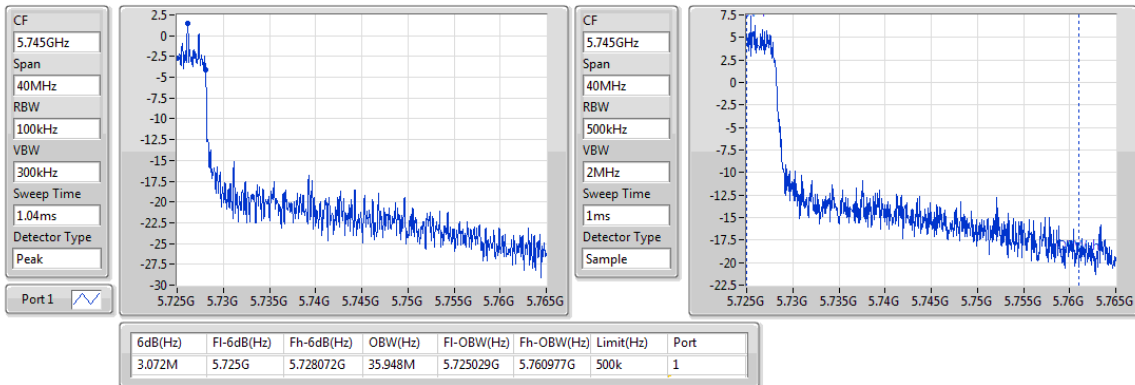 CF
5.745GHz
Span
40MHz
RBW
100kHz
VBW
300kHz
Sweep Time
1.04ms
Detector Type
Peak
Port 1
2.5
0
-2.5
-5
-7.5
-10
-12.5
-15
-17.5
-20
-22.5
-25
-27.5
-30
5.725G 5.73G 5.735G 5.74G 5.745G 5.75G 5.755G 5.76G 5.765G
CF
5.745GHz
Span
40MHz
RBW
500kHz
VBW
2MHz
Sweep Time
1ms
Detector Type
Sample
7.5
5
2.5
0
-2.5
-5
-7.5
-10
-12.5
-15
-17.5
-20
-22.5
5.725G 5.73G 5.735G 5.74G 5.745G 5.75G 5.755G 5.76G 5.765G
6dB(Hz) Fl-6dB(Hz) Fh-6dB(Hz) OBW(Hz) Fl-OBW(Hz) Fh-OBW(Hz) Limit(Hz) Port
3.072M 5.725G 5.728072G 35.948M 5.725029G 5.760977G 500k 1